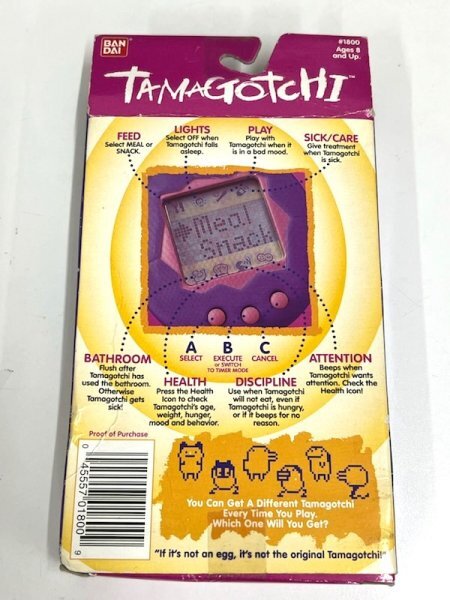 BAN
DAI
#1800
Ages 8
and Up.
TAMAGOTCHI™
FEED
Select MEAL or
SNACK.
LIGHTS
Select OFF when
Tamagotchi falls
asleep.
PLAY
Play with
Tamagotchi when it
is in a bad mood.
SICK/CARE
Give treatment
when Tamagotchi
is sick.
Meal
Snack
A
SELECT
B
EXECUTE
or SWITCH
TO TIMER MODE
C
CANCEL
BATHROOM
Flush after
Tamagotchi has
used the bathroom.
Otherwise
Tamagotchi gets
sick!
HEALTH
Press the Health
Icon to check
Tamagotchi's age,
weight, hunger,
mood and behavior.
DISCIPLINE
Use when Tamagotchi
will not eat, even if
Tamagotchi is hungry,
or if it beeps for no
reason.
ATTENTION
Beeps when
Tamagotchi wants
attention. Check the
Health Icon!
Proof of Purchase
0 45557 01800 9
You Can Get A Different Tamagotchi
Every Time You Play.
Which One Will You Get?
"If it's not an egg, it's not the original Tamagotchi!"